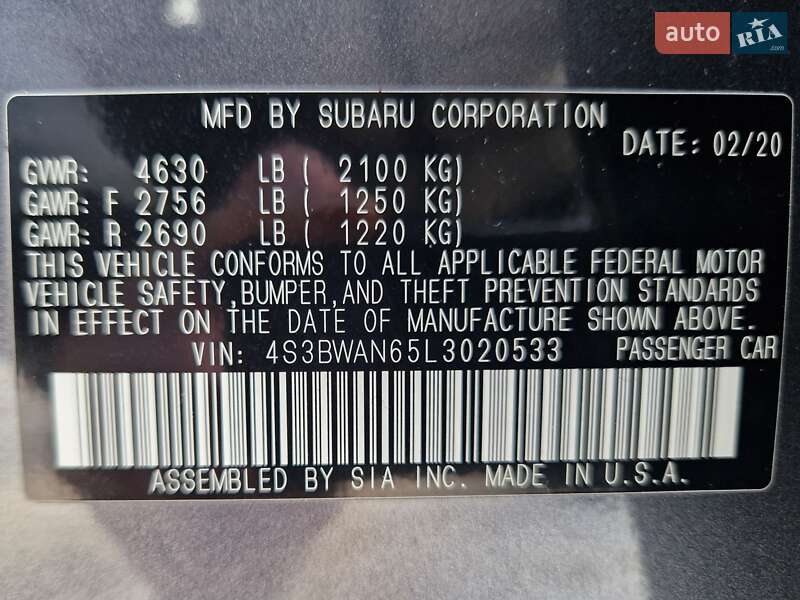 auto RIA.com
MFD BY SUBARU CORPORATION
DATE: 02/20
GVWR: 4630 LB ( 2100 KG)
GAWR: F 2756 LB ( 1250 KG)
GAWR: R 2690 LB ( 1220 KG)
THIS VEHICLE CONFORMS TO ALL APPLICABLE FEDERAL MOTOR
VEHICLE SAFETY, BUMPER, AND THEFT PREVENTION STANDARDS
IN EFFECT ON THE DATE OF MANUFACTURE SHOWN ABOVE.
VIN: 4S3BWAN65L3020533 PASSENGER CAR
ASSEMBLED BY SIA INC. MADE IN U.S.A.